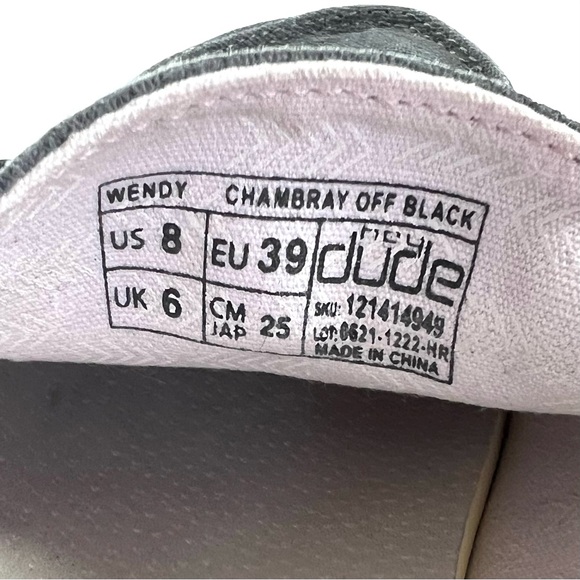 WENDY CHAMBRAY OFF BLACK
US 8
EU 39
hey
dude
UK 6
CM
JAP 25
SKU: 121414949
LOT: 0621-1222-HR
MADE IN CHINA